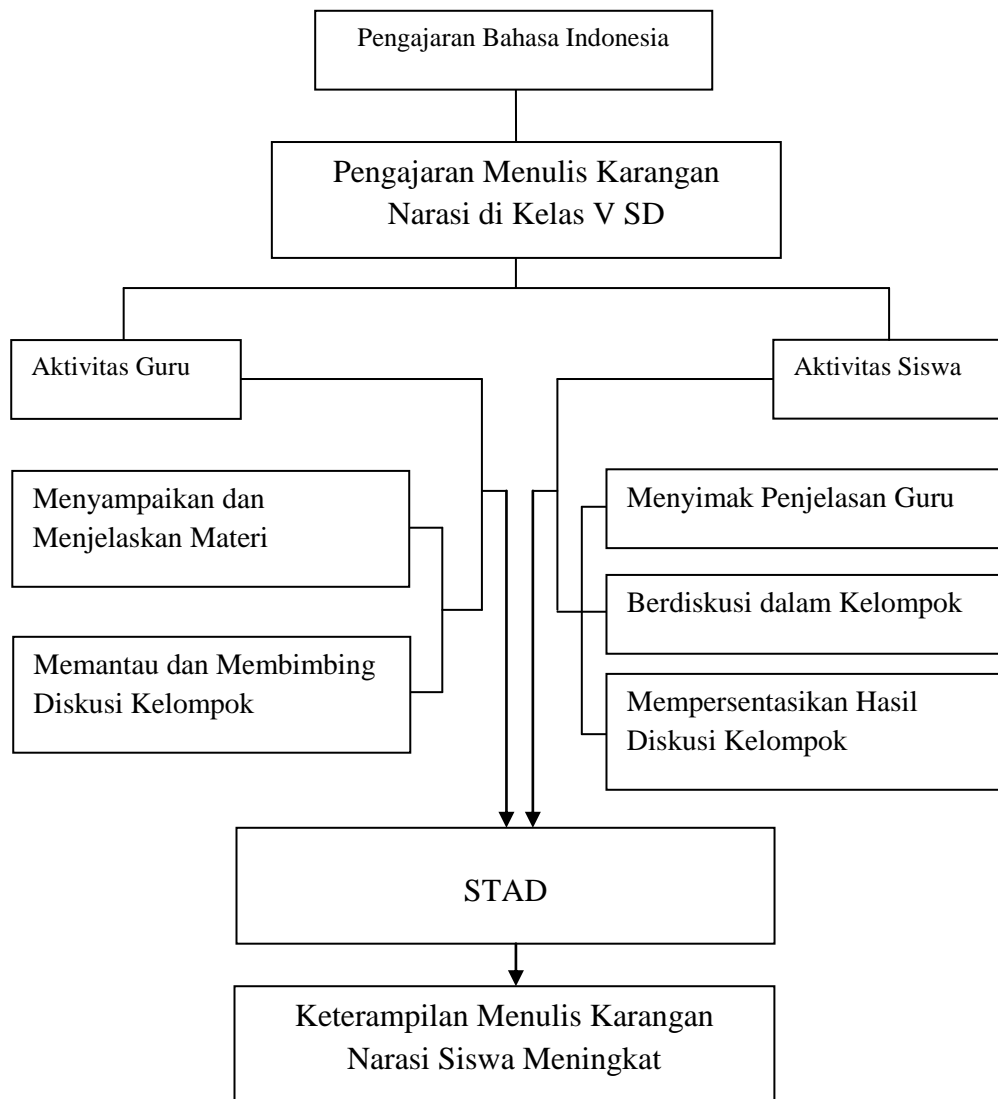 Pengajaran Bahasa Indonesia
Pengajaran Menulis Karangan
Narasi di Kelas V SD
Aktivitas Guru
Aktivitas Siswa
Menyampaikan dan
Menjelaskan Materi
Memantau dan Membimbing
Diskusi Kelompok
Menyimak Penjelasan Guru
Berdiskusi dalam Kelompok
Mempersentasikan Hasil
Diskusi Kelompok
STAD
Keterampilan Menulis Karangan
Narasi Siswa Meningkat